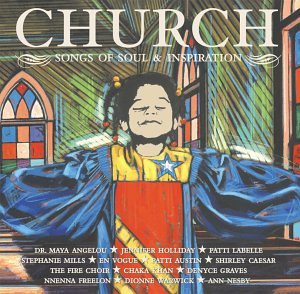 CHURCH
SONGS OF SOUL & INSPIRATION
DR. MAYA ANGELOU ★ JENNIFER HOLLIDAY ★ PATTI LABELLE
STEPHANIE MILLS ★ EN VOGUE ★ PATTI AUSTIN ★ SHIRLEY CAESAR
THE FIRE CHOIR ★ CHAKA KHAN ★ DENYCE GRAVES
NNENNA FREELON ★ DIONNE WARWICK ★ ANN NESBY